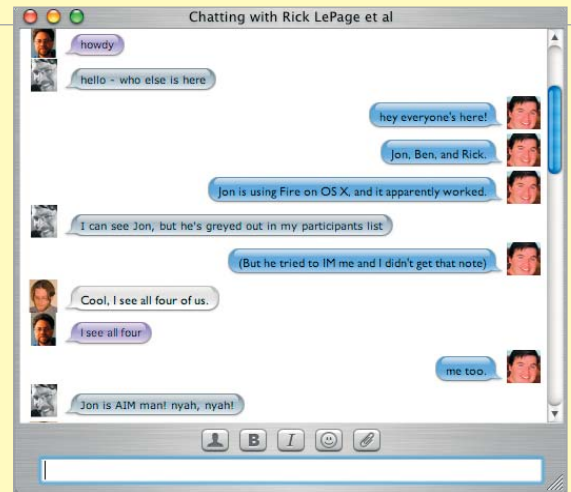 Chatting with Rick LePage et al
howdy
hello - who else is here
hey everyone's here!
Jon, Ben, and Rick.
Jon is using Fire on OS X, and it apparently worked.
I can see Jon, but he's greyed out in my participants list
(But he tried to IM me and I didn't get that note)
Cool, I see all four of us.
I see all four
me too.
Jon is AIM man! nyah, nyah!
B
I